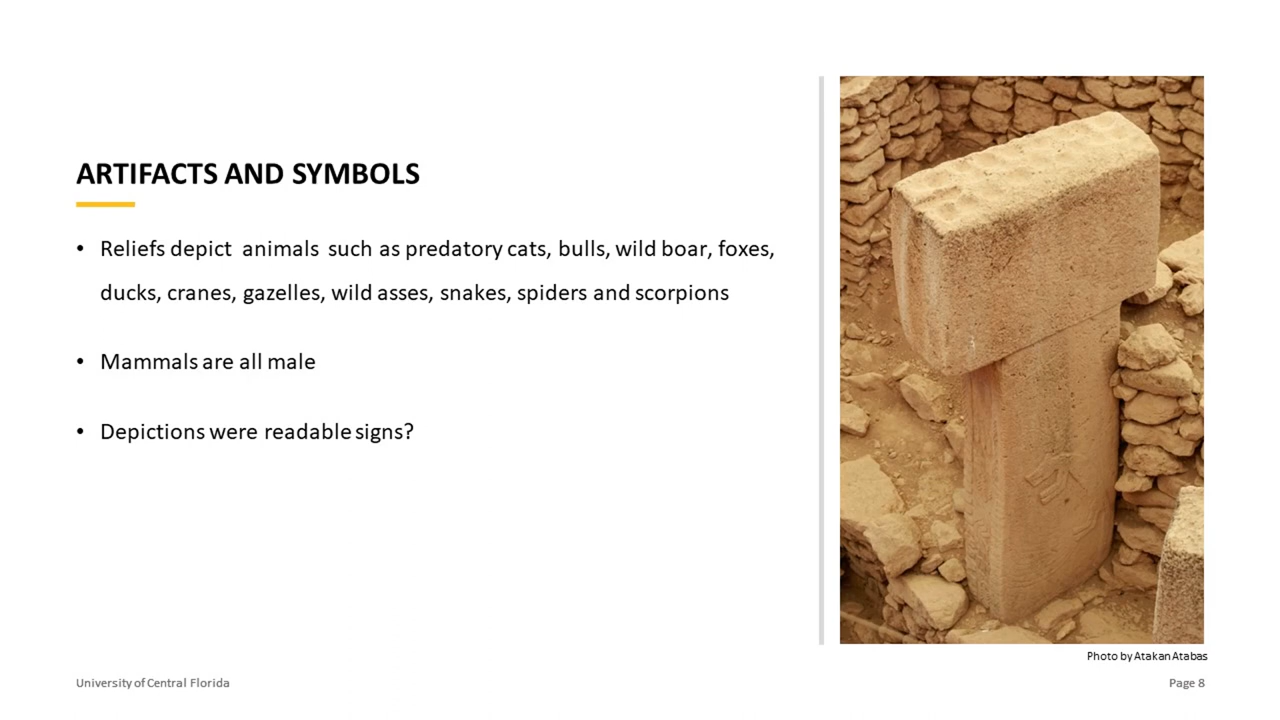 ARTIFACTS AND SYMBOLS
• Reliefs depict animals such as predatory cats, bulls, wild boar, foxes,
ducks, cranes, gazelles, wild asses, snakes, spiders and scorpions
• Mammals are all male
• Depictions were readable signs?
Photo by Atakan Atabas
University of Central Florida
Page 8